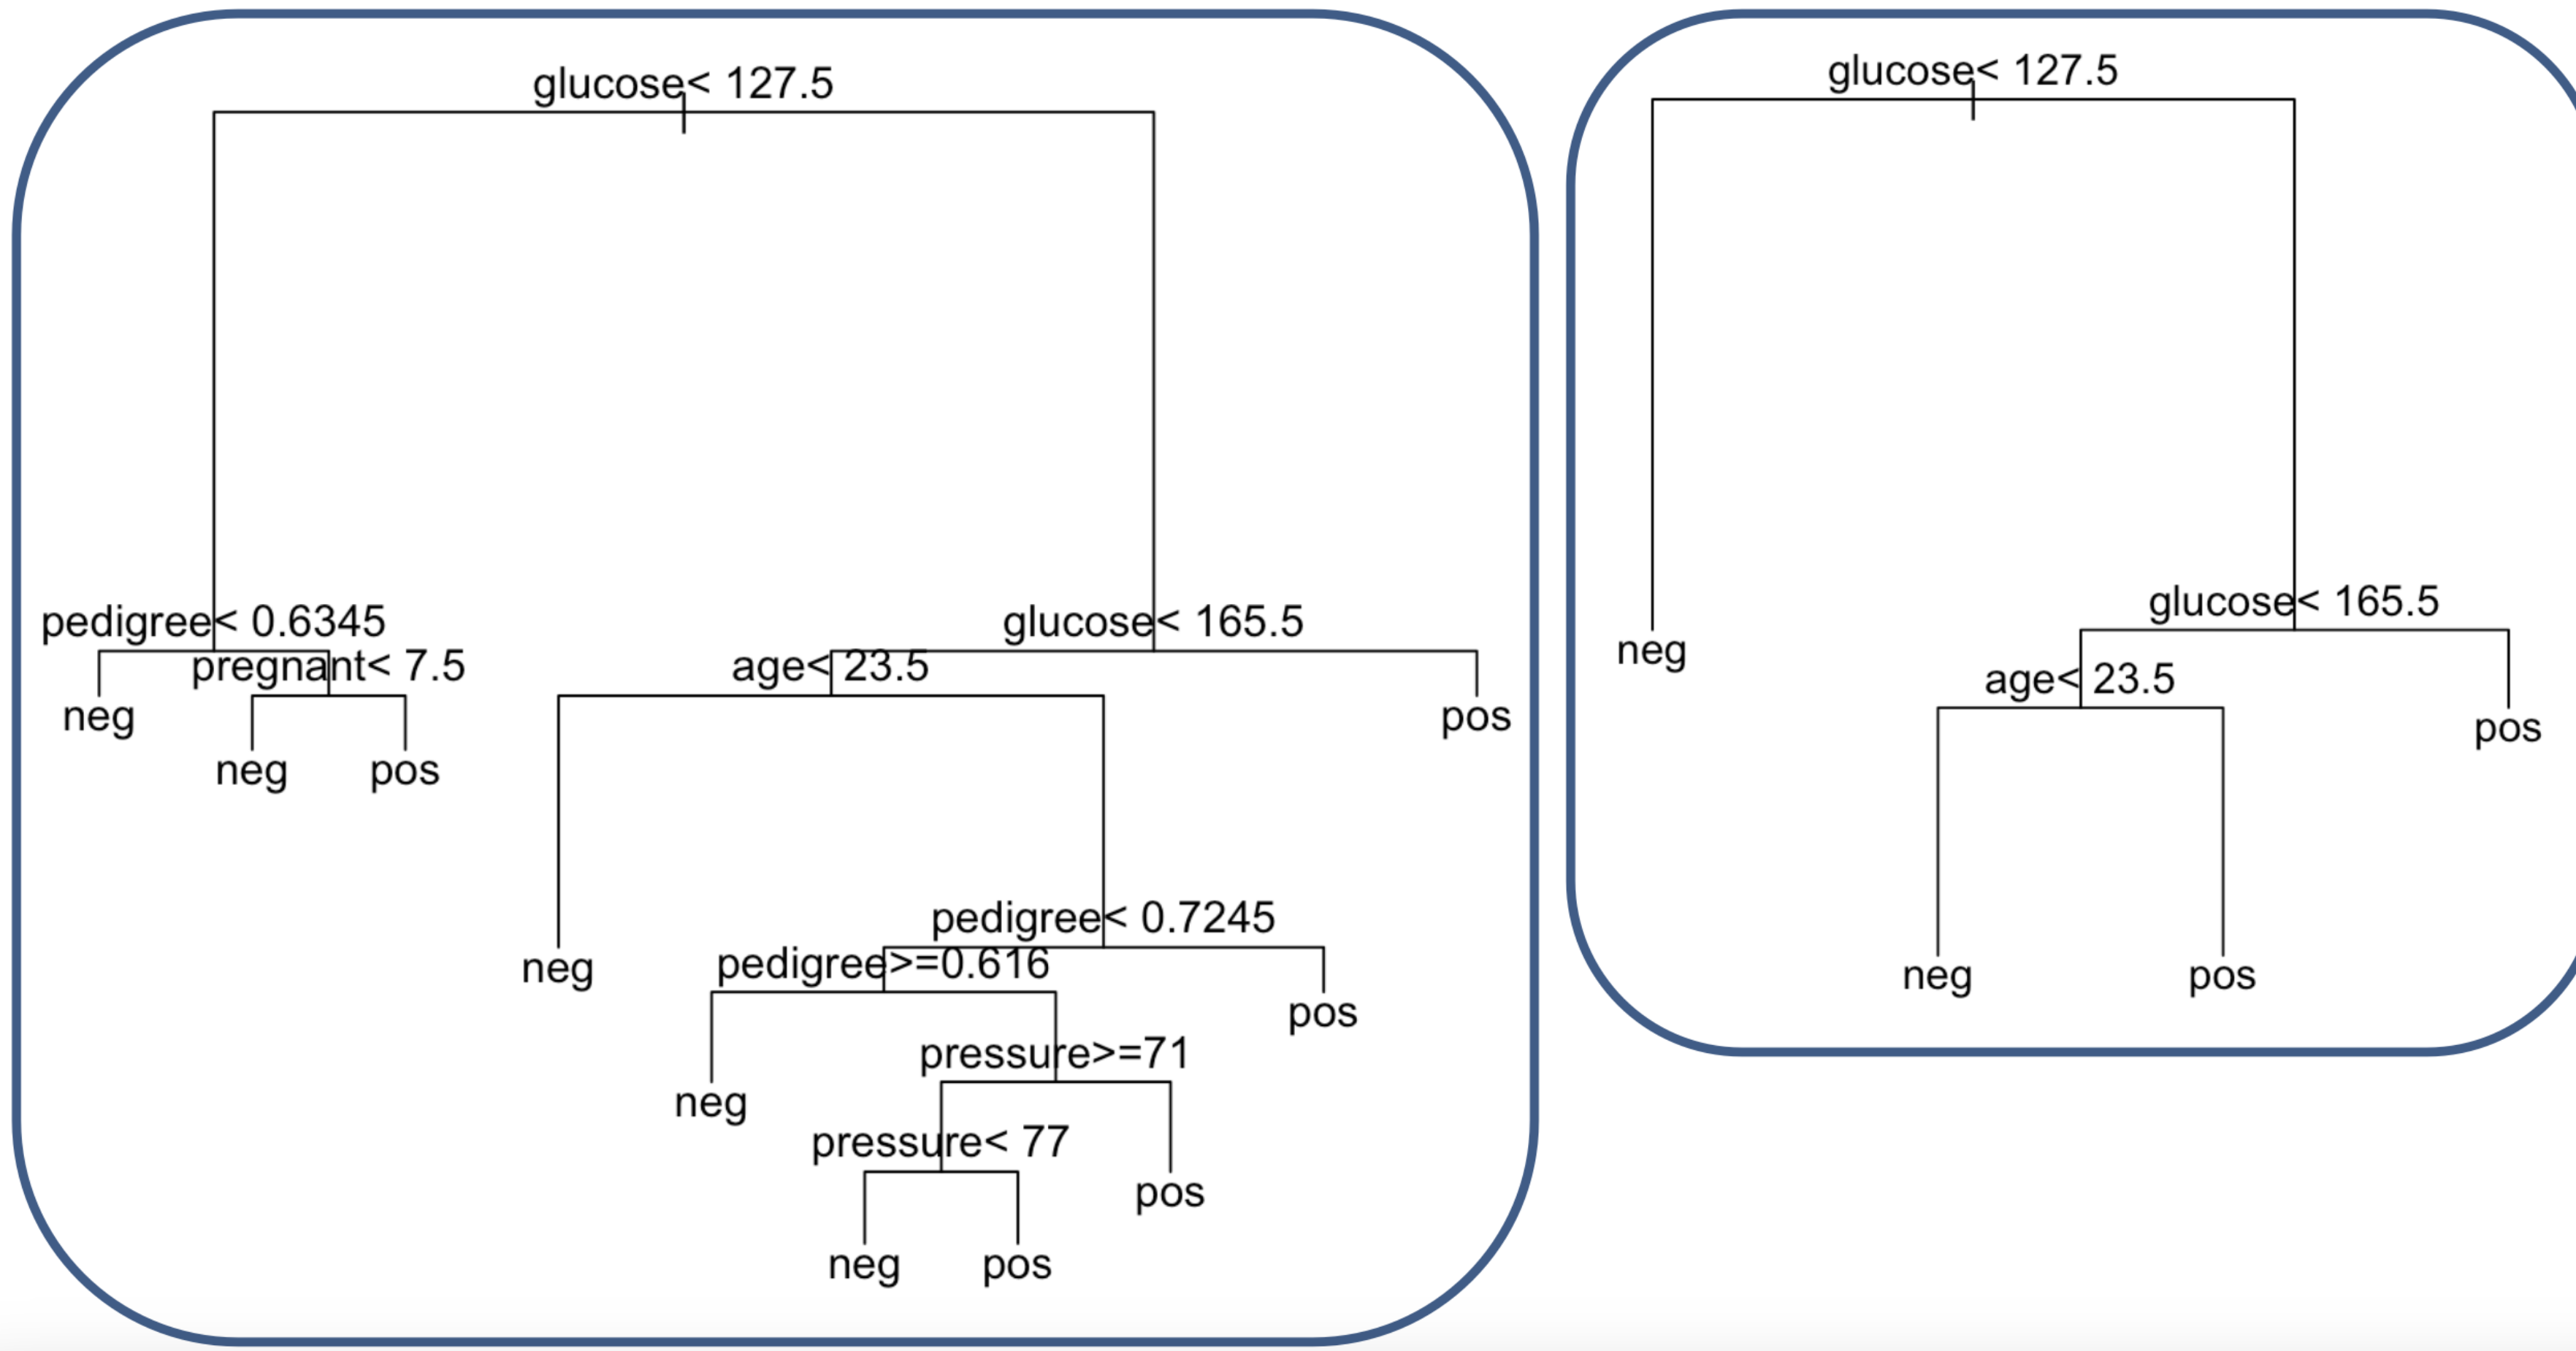 glucose< 127.5
pedigree< 0.6345
glucose< 165.5
pregnant< 7.5
age< 23.5
neg
pos
neg
pos
pedigree< 0.7245
neg
pedigree>=0.616
pos
pressure>=71
neg
pressure< 77
pos
neg
pos
glucose< 127.5
glucose< 165.5
neg
age< 23.5
pos
neg
pos